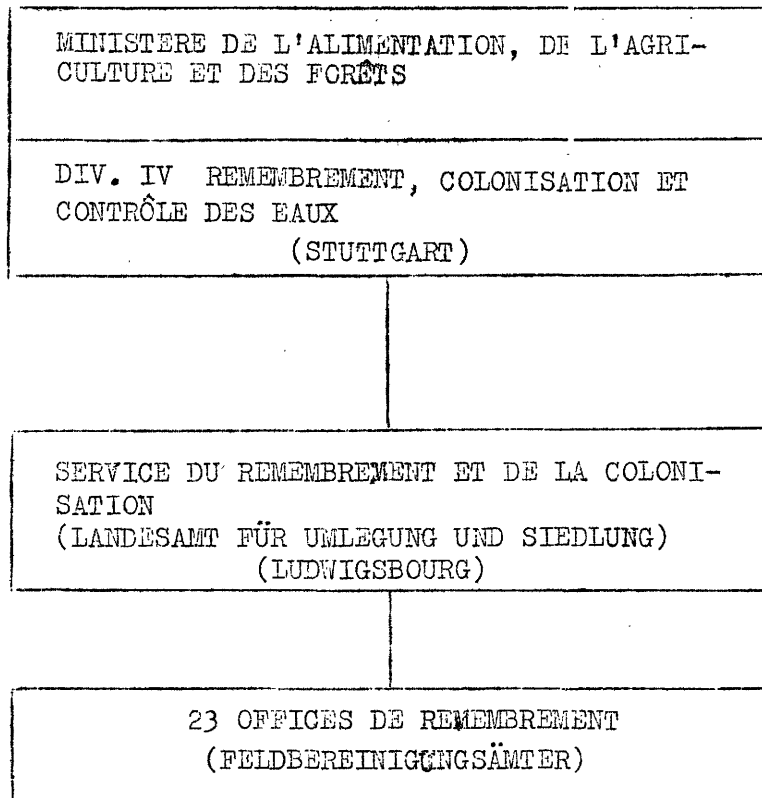 MINISTERE DE L'ALIMENTATION, DE L'AGRI-
CULTURE ET DES FORÊTS
DIV. IV REMEMBREMENT, COLONISATION ET
CONTRÔLE DES EAUX
(STUTTGART)
SERVICE DU REMEMBREMENT ET DE LA COLONI-
SATION
(LANDESAMT FÜR UMLEGUNG UND SIEDLUNG)
(LUDWIGSBOURG)
23 OFFICES DE REMEMBREMENT
(FELDBEREINIGUNGSÄMTER)